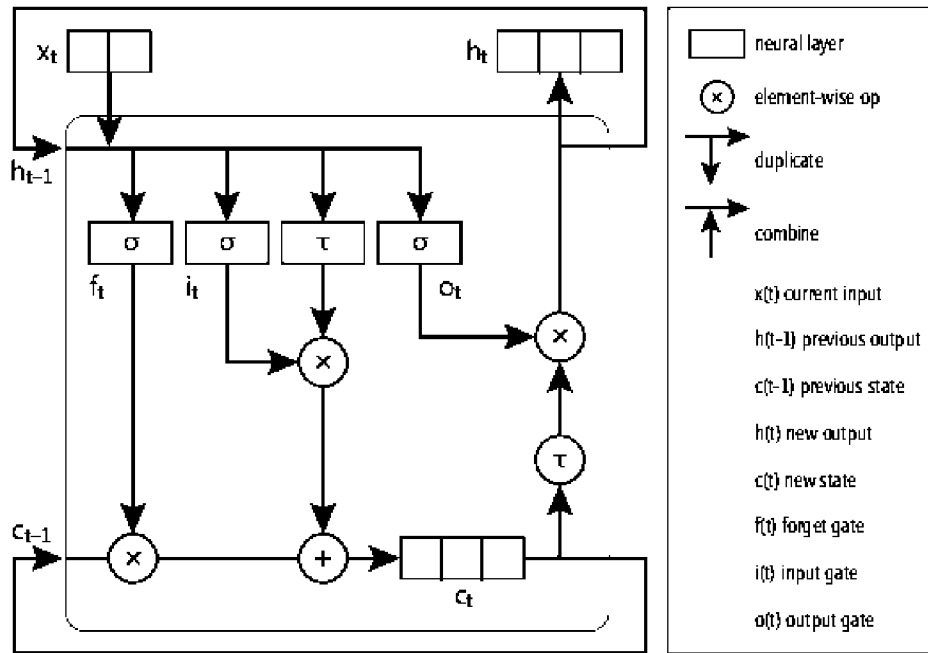 xt
ht
ht−1
σ
σ
τ
σ
ft
it
ot
×
×
τ
ct−1
×
+
ct
neural layer
× element-wise op
duplicate
combine
x(t) current input
h(t−1) previous output
c(t−1) previous state
h(t) new output
c(t) new state
f(t) forget gate
i(t) input gate
o(t) output gate